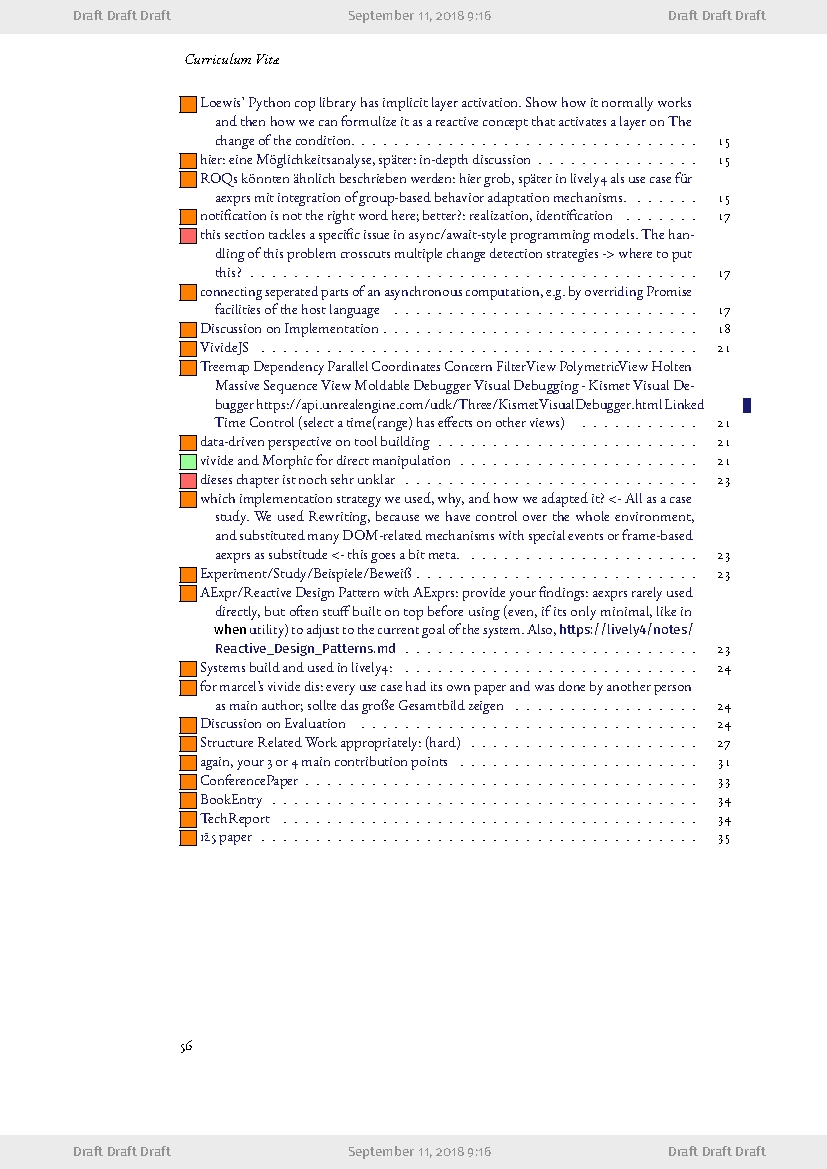 Draft Draft Draft September 11, 2018 9:16 Draft Draft Draft
Curriculum Vitæ
Loewis' Python cop library has implicit layer activation. Show how it normally works
and then how we can formulize it as a reactive concept that activates a layer on The
change of the condition. . . . . . . . . . . . . . . . . . . . . . . . . . . . . . . . 15
hier: eine Möglichkeitsanalyse, später: in-depth discussion . . . . . . . . . . . . . . . 15
ROQs könnten ähnlich beschrieben werden: hier grob, später in lively4 als use case für
aexprs mit integration of group-based behavior adaptation mechanisms. . . . . . . . 15
notification is not the right word here; better?: realization, identification . . . . . . . 17
this section tackles a specific issue in async/await-style programming models. The han-
dling of this problem crosscuts multiple change detection strategies -> where to put
this? . . . . . . . . . . . . . . . . . . . . . . . . . . . . . . . . . . . . . . . . . 17
connecting seperated parts of an asynchronous computation, e.g. by overriding Promise
facilities of the host language . . . . . . . . . . . . . . . . . . . . . . . . . . . . 17
Discussion on Implementation . . . . . . . . . . . . . . . . . . . . . . . . . . . . . 18
VivideJS . . . . . . . . . . . . . . . . . . . . . . . . . . . . . . . . . . . . . . . . 21
Treemap Dependency Parallel Coordinates Concern FilterView PolymetricView Holten
Massive Sequence View Moldable Debugger Visual Debugging - Kismet Visual De-
bugger https://api.unrealengine.com/udk/Three/KismetVisualDebugger.html Linked
Time Control (select a time(range) has effects on other views) . . . . . . . . . . . 21
data-driven perspective on tool building . . . . . . . . . . . . . . . . . . . . . . . . 21
vivide and Morphic for direct manipulation . . . . . . . . . . . . . . . . . . . . . . 21
dieses chapter ist noch sehr unklar . . . . . . . . . . . . . . . . . . . . . . . . . . . 23
which implementation strategy we used, why, and how we adapted it? <- All as a case
study. We used Rewriting, because we have control over the whole environment,
and substituted many DOM-related mechanisms with special events or frame-based
aexprs as substitude <- this goes a bit meta. . . . . . . . . . . . . . . . . . . . . . 23
Experiment/Study/Beispiele/Beweiß . . . . . . . . . . . . . . . . . . . . . . . . . . 23
AExpr/Reactive Design Pattern with AExprs: provide your findings: aexprs rarely used
directly, but often stuff built on top before using (even, if its only minimal, like in
when utility) to adjust to the current goal of the system. Also, https://lively4/notes/
Reactive_Design_Patterns.md . . . . . . . . . . . . . . . . . . . . . . . . . . . 23
Systems build and used in lively4: . . . . . . . . . . . . . . . . . . . . . . . . . . . 24
for marcel's vivide dis: every use case had its own paper and was done by another person
as main author; sollte das große Gesamtbild zeigen . . . . . . . . . . . . . . . . . 24
Discussion on Evaluation . . . . . . . . . . . . . . . . . . . . . . . . . . . . . . . 24
Structure Related Work appropriately: (hard) . . . . . . . . . . . . . . . . . . . . . 27
again, your 3 or 4 main contribution points . . . . . . . . . . . . . . . . . . . . . . 31
ConferencePaper . . . . . . . . . . . . . . . . . . . . . . . . . . . . . . . . . . . . 33
BookEntry . . . . . . . . . . . . . . . . . . . . . . . . . . . . . . . . . . . . . . . 34
TechReport . . . . . . . . . . . . . . . . . . . . . . . . . . . . . . . . . . . . . . 34
125 paper . . . . . . . . . . . . . . . . . . . . . . . . . . . . . . . . . . . . . . . . 35
56
Draft Draft Draft September 11, 2018 9:16 Draft Draft Draft